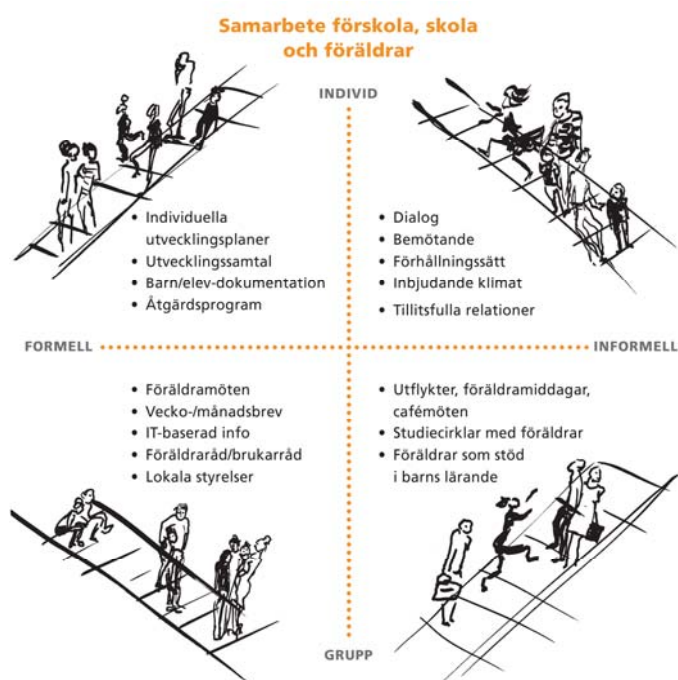 Samarbete förskola, skola
och föräldrar
INDIVID
• Individuella
utvecklingsplaner
• Utvecklingssamtal
• Barn/elev-dokumentation
• Åtgärdsprogram
• Dialog
• Bemötande
• Förhållningssätt
• Inbjudande klimat
• Tillitsfulla relationer
FORMELL
INFORMELL
• Föräldramöten
• Vecko-/månadsbrev
• IT-baserad info
• Föräldraråd/brukarråd
• Lokala styrelser
• Utflykter, föräldramiddagar,
cafémöten
• Studiecirklar med föräldrar
• Föräldrar som stöd
i barns lärande
GRUPP